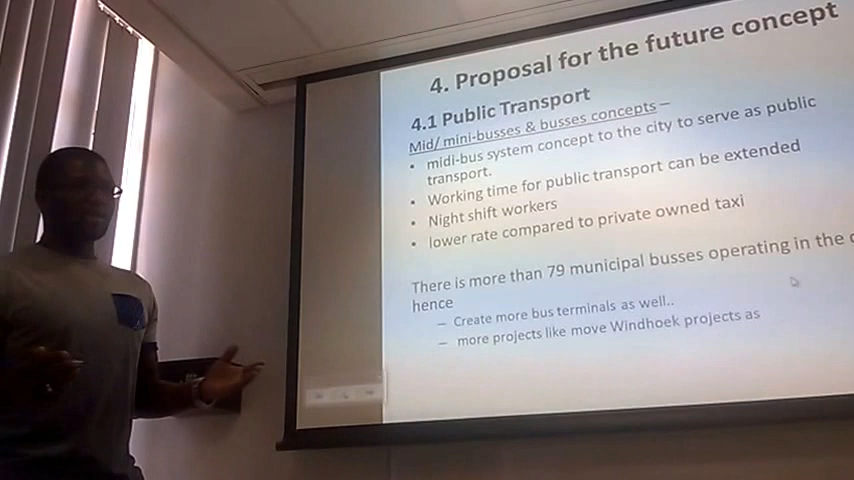 4. Proposal for the future concept
4.1 Public Transport
Mid/ mini-busses & busses concepts –
• midi-bus system concept to the city to serve as public
transport.
• Working time for public transport can be extended
• Night shift workers
• lower rate compared to private owned taxi
There is more than 79 municipal busses operating in the
hence
– Create more bus terminals as well..
– more projects like move Windhoek projects as